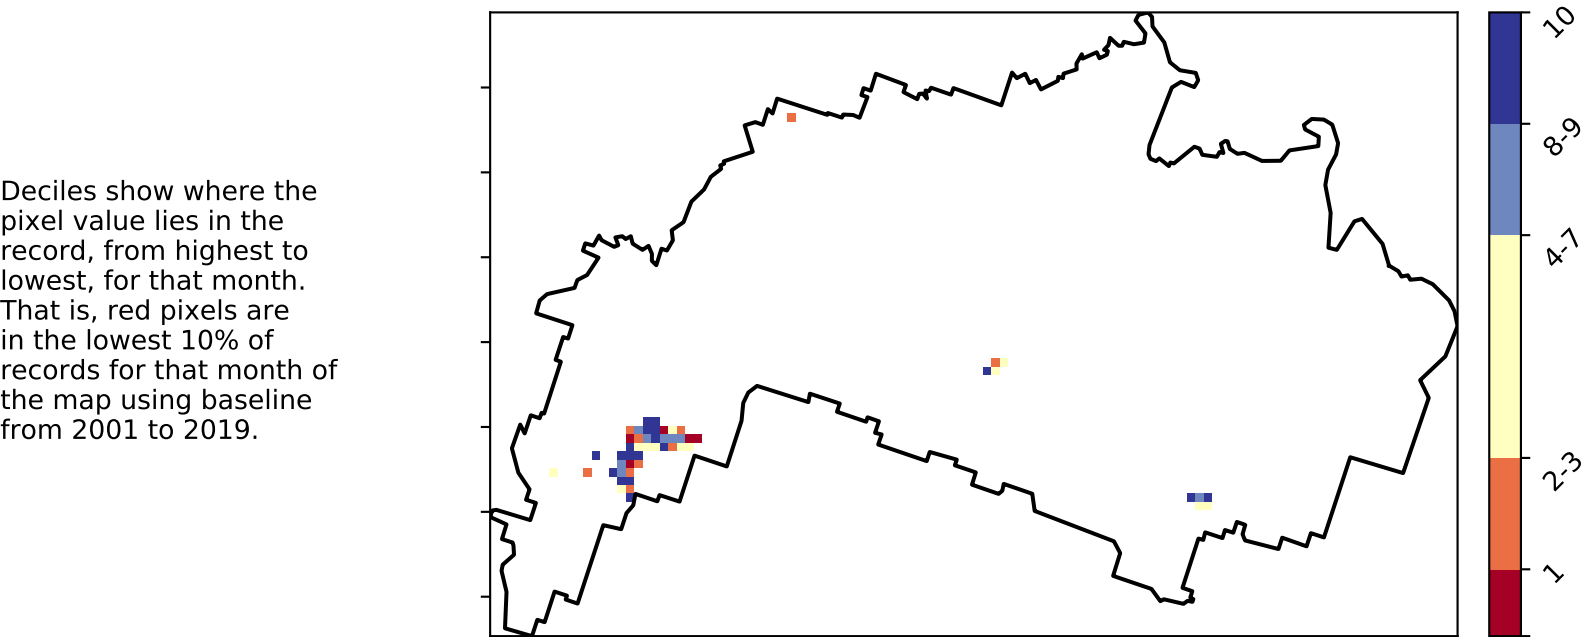 Deciles show where the
pixel value lies in the
record, from highest to
lowest, for that month.
That is, red pixels are
in the lowest 10% of
records for that month of
the map using baseline
from 2001 to 2019.
10
8-9
4-7
2-3
1